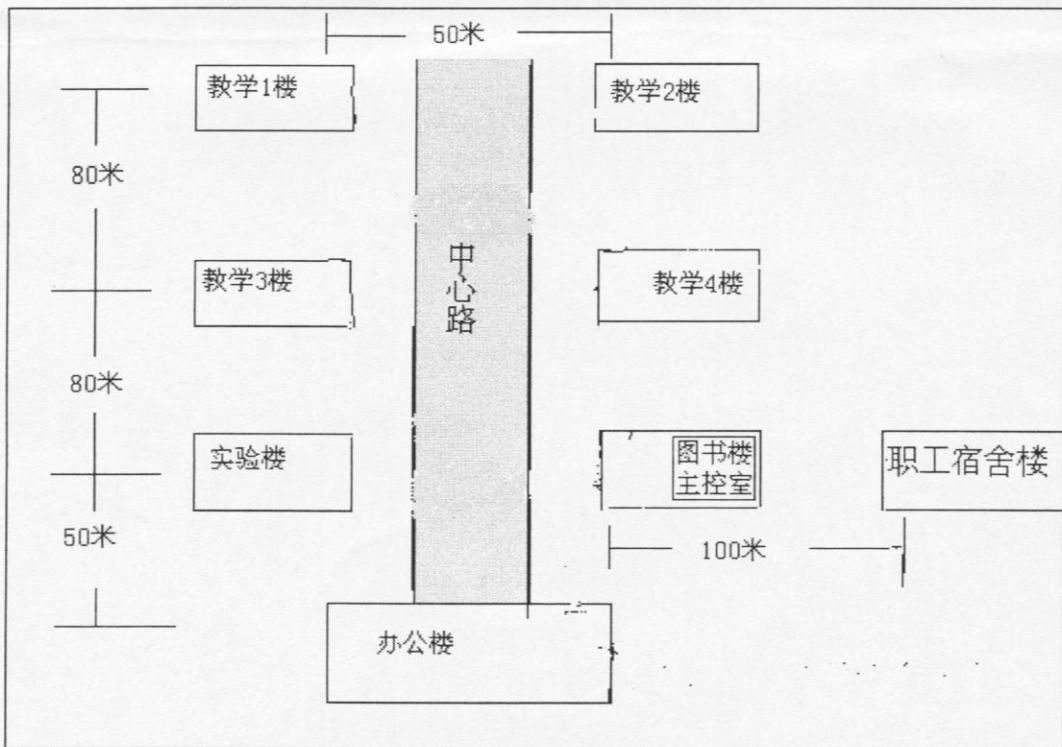 50米
教学1楼
教学2楼
80米
中心路
教学3楼
教学4楼
80米
实验楼
图书楼
主控室
职工宿舍楼
50米
100米
办公楼